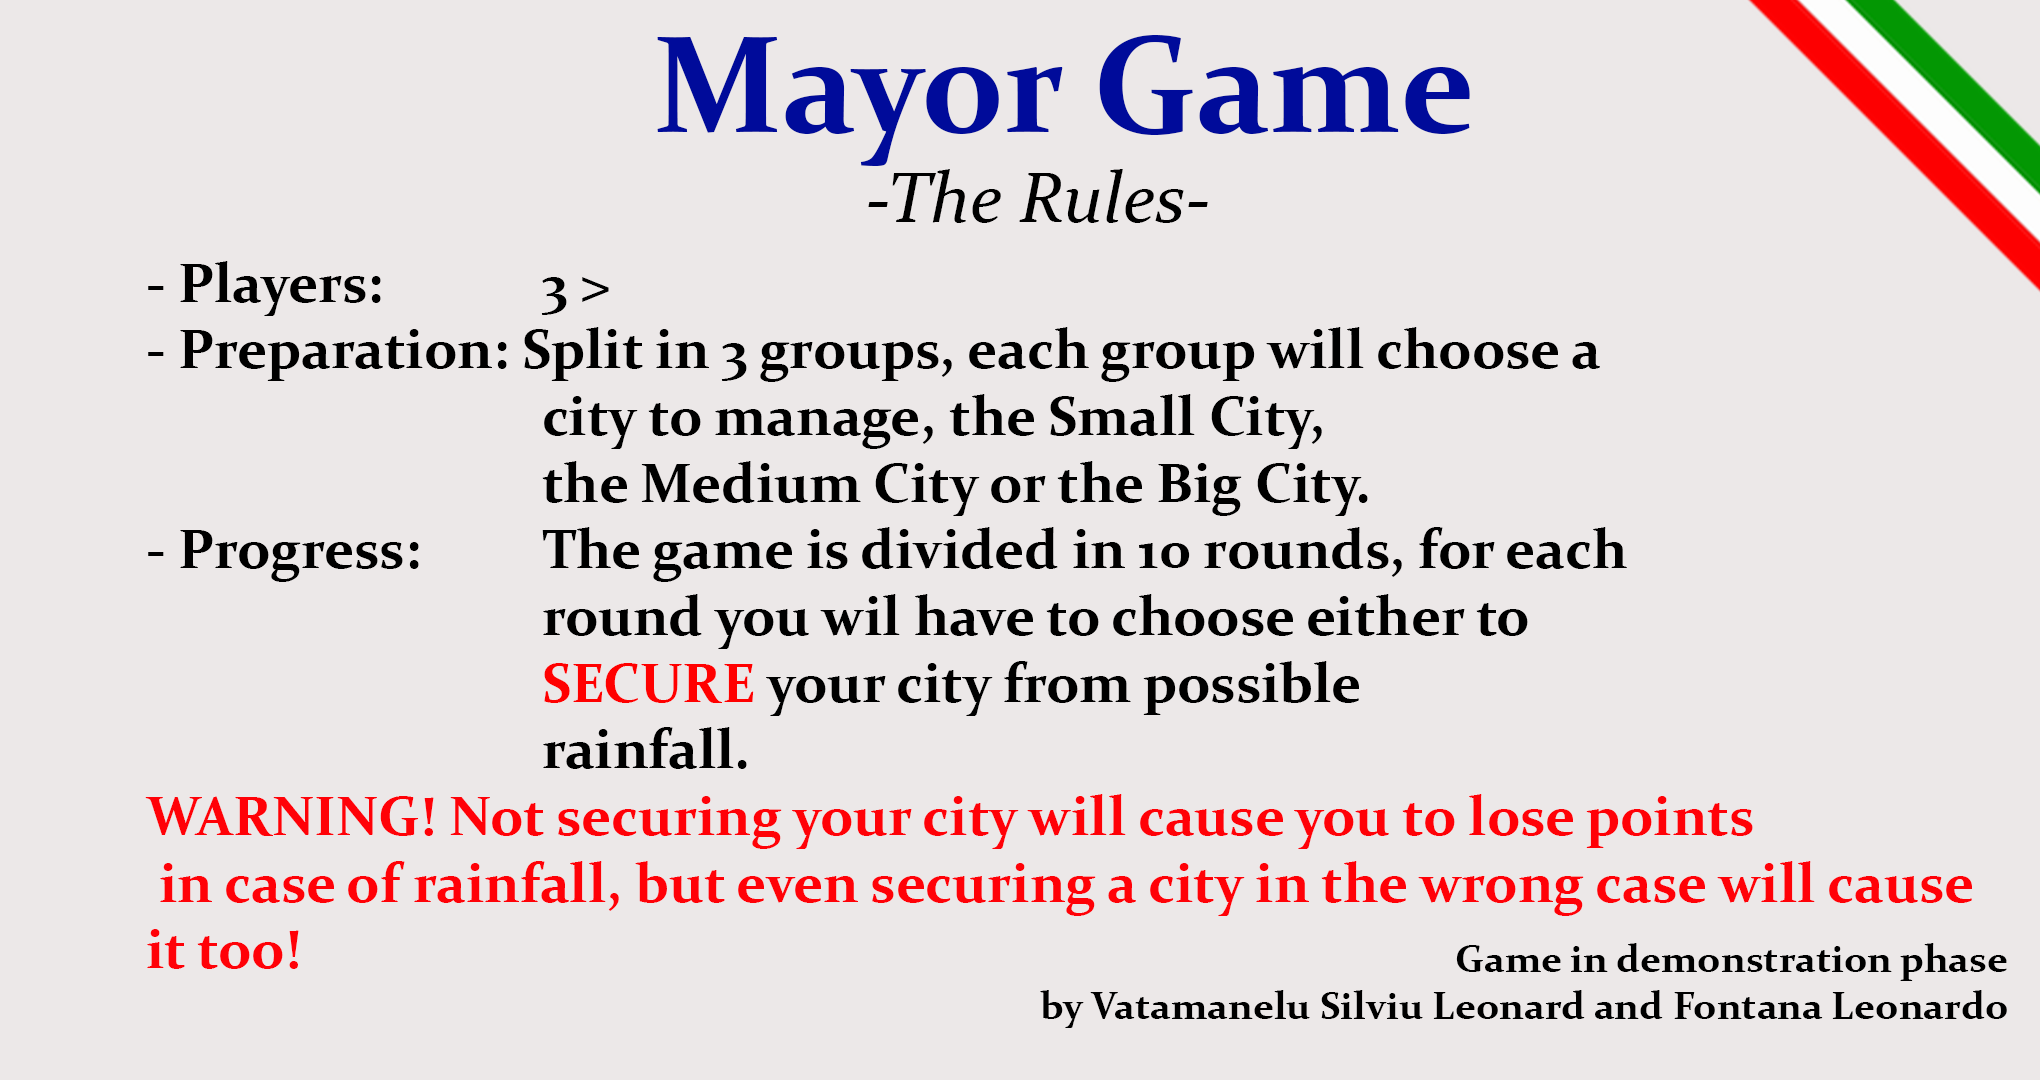 Mayor Game
-The Rules-
- Players: 3 >
- Preparation: Split in 3 groups, each group will choose a
city to manage, the Small City,
the Medium City or the Big City.
- Progress: The game is divided in 10 rounds, for each
round you wil have to choose either to
SECURE your city from possible
rainfall.
WARNING! Not securing your city will cause you to lose points
in case of rainfall, but even securing a city in the wrong case will cause
it too!
Game in demonstration phase
by Vatamanelu Silviu Leonard and Fontana Leonardo